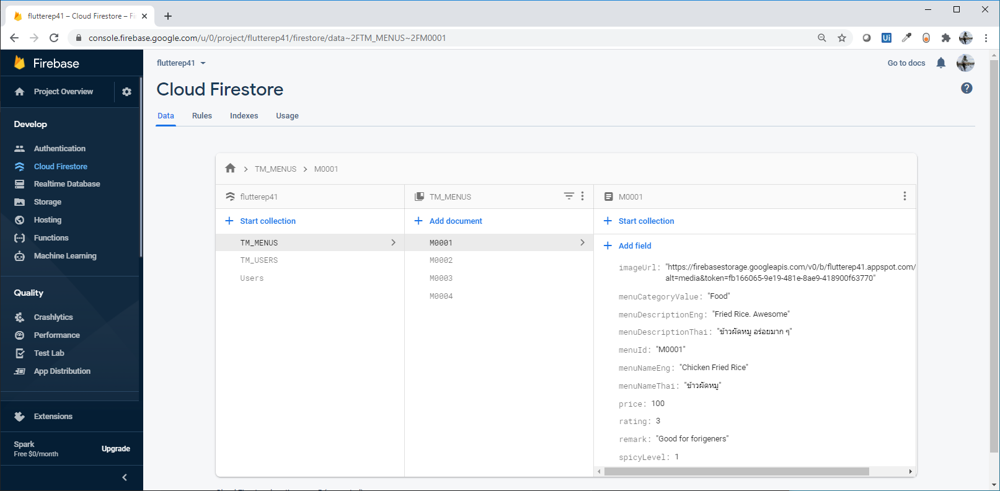 flutterep41 – Cloud Firestore – Fi
console.firebase.google.com/u/0/project/flutterep41/firestore/data~2FTM_MENUS~2FM0001
Ui
Firebase
flutterep41
Go to docs
Project Overview
Cloud Firestore
Data
Rules
Indexes
Usage
Develop
Authentication
Cloud Firestore
Realtime Database
Storage
Hosting
Functions
Machine Learning
Quality
Crashlytics
Performance
Test Lab
App Distribution
Extensions
Spark
Free $0/month
Upgrade
TM_MENUS
M0001
flutterep41
Start collection
TM_MENUS
TM_USERS
Users
TM_MENUS
Add document
M0001
M0002
M0003
M0004
M0001
Start collection
Add field
imageUrl: "https://firebasestorage.googleapis.com/v0/b/flutterep41.appspot.com/
alt=media&token=fb166065-9e19-481e-8ae9-418900f63770"
menuCategoryValue: "Food"
menuDescriptionEng: "Fried Rice. Awesome"
menuDescriptionThai: "ข้าวผัดหมู อร่อยมาก ๆ"
menuId: "M0001"
menuNameEng: "Chicken Fried Rice"
menuNameThai: "ข้าวผัดหมู"
price: 100
rating: 3
remark: "Good for forigeners"
spicyLevel: 1